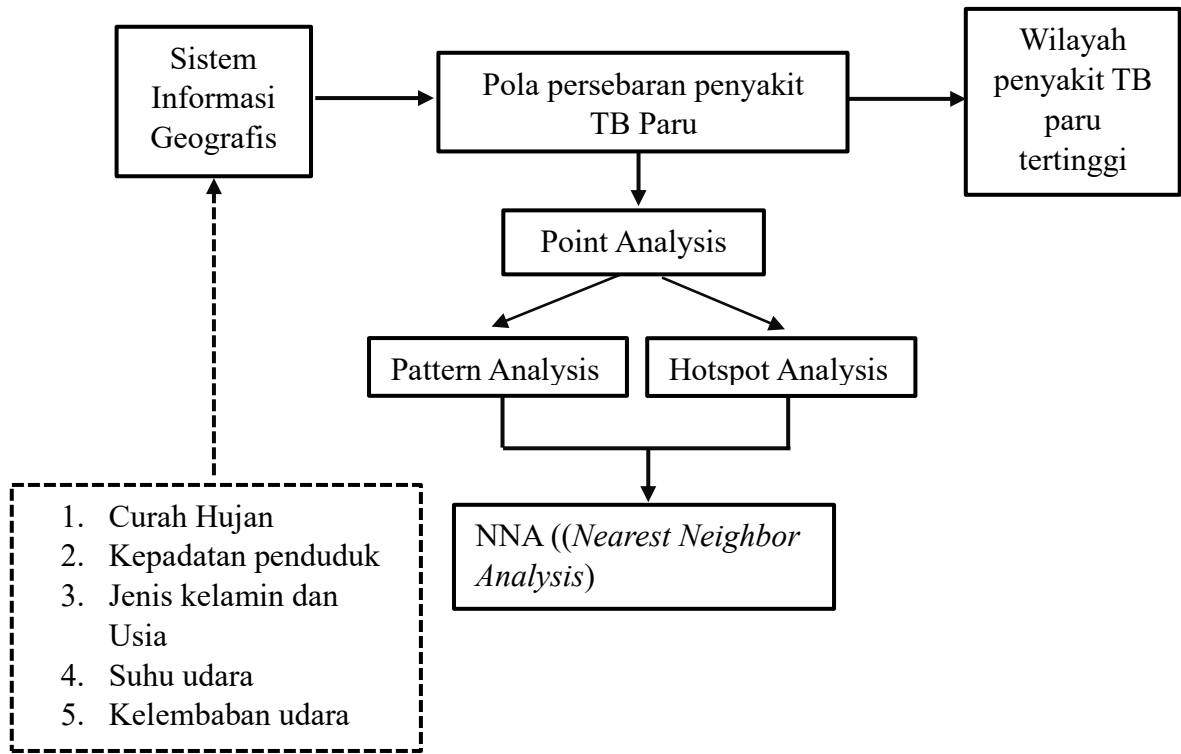 Sistem
Informasi
Geografis
Pola persebaran penyakit
TB Paru
Wilayah
penyakit TB
paru
tertinggi
Point Analysis
Pattern Analysis
Hotspot Analysis
NNA ((Nearest Neighbor
Analysis)
1. Curah Hujan
2. Kepadatan penduduk
3. Jenis kelamin dan
Usia
4. Suhu udara
5. Kelembaban udara